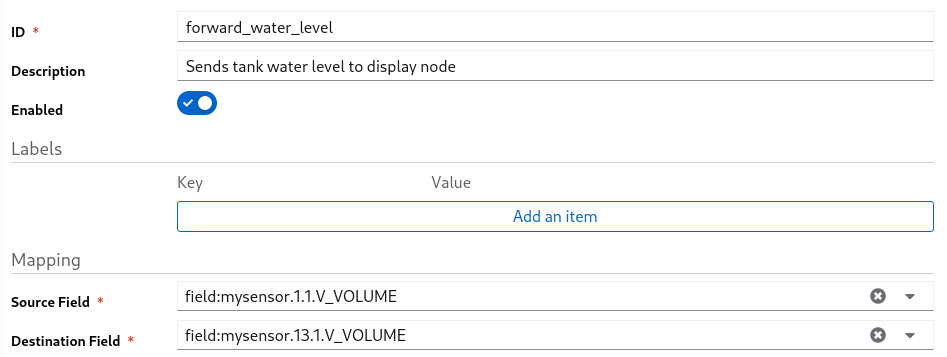 ID *
forward_water_level
Description
Sends tank water level to display node
Enabled
Labels
Key Value
Add an item
Mapping
Source Field *
field:mysensor.1.1.V_VOLUME
Destination Field *
field:mysensor.13.1.V_VOLUME